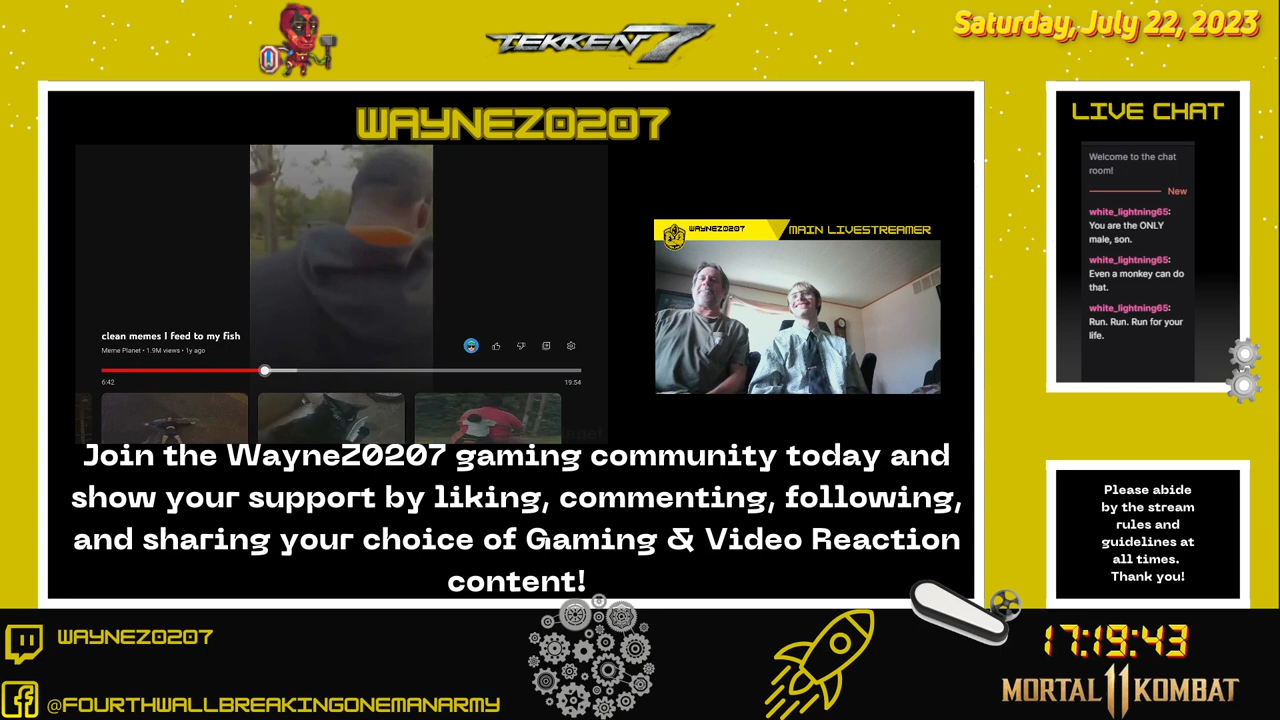 TEKKEN 7
Saturday, July 22, 2023
WAYNEZ0207
LIVE CHAT
Welcome to the chat
room!
New
white_lightning65:
You are the ONLY
male, son.
white_lightning65:
Even a monkey can do
that.
white_lightning65:
Run. Run. Run for your
life.
WAYNEZ0207
MAIN LIVESTREAMER
clean memes I feed to my fish
Meme Planet • 1.9M views • 1y ago
6:42
19:54
Join the WayneZ0207 gaming community today and
show your support by liking, commenting, following,
and sharing your choice of Gaming & Video Reaction
content!
Please abide
by the stream
rules and
guidelines at
all times.
Thank you!
WAYNEZ0207
@FOURTHWALLBREAKINGONEMANARMY
17:19:43
MORTAL 11 KOMBAT